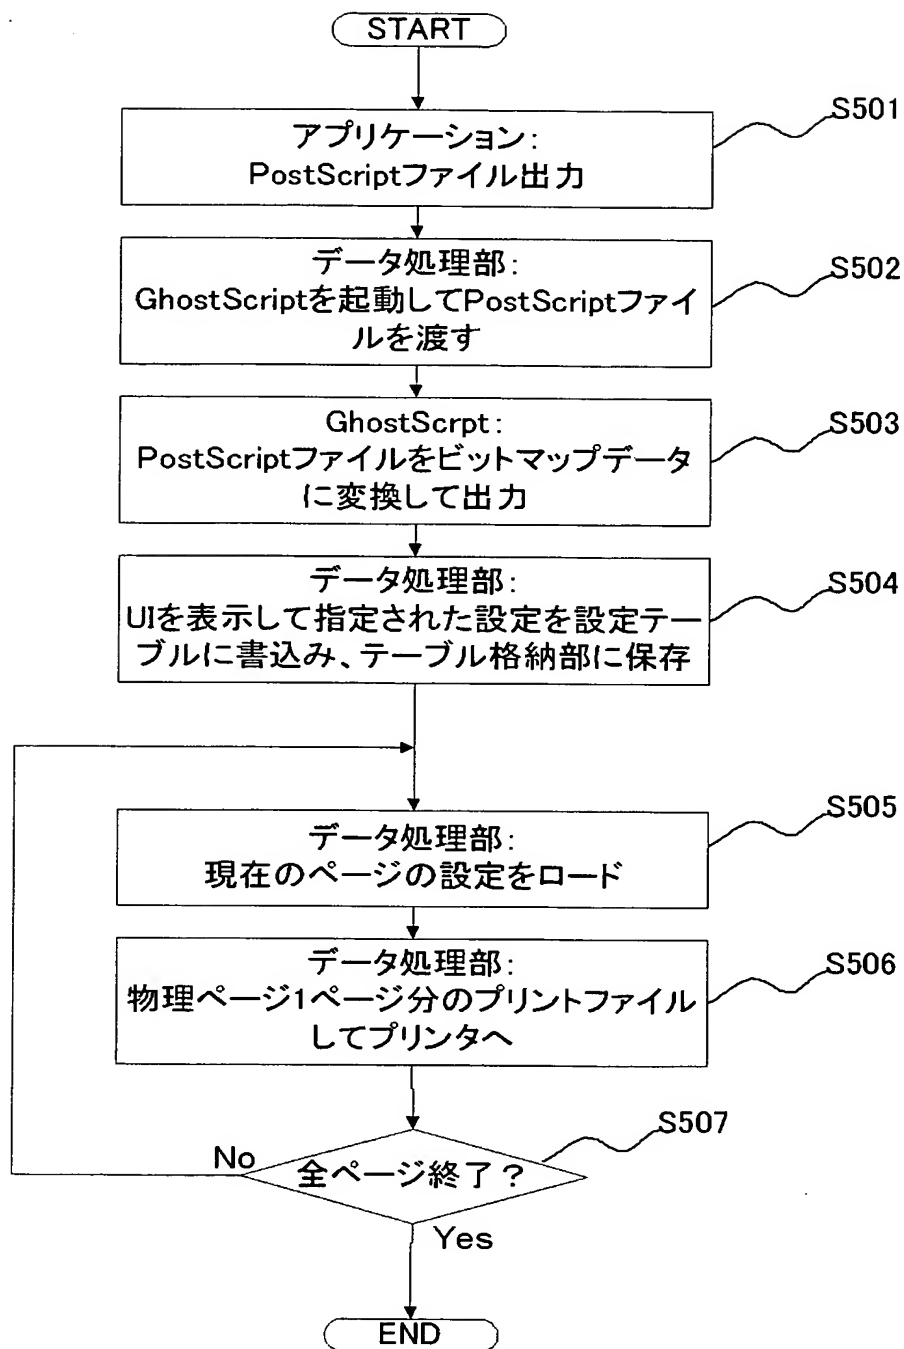 START
S501
アプリケーション:
PostScriptファイル出力
S502
データ処理部:
GhostScriptを起動してPostScriptファイ
ルを渡す
S503
GhostScrpt:
PostScriptファイルをビットマップデータ
に変換して出力
S504
データ処理部:
UIを表示して指定された設定を設定テー
ブルに書込み、テーブル格納部に保存
S505
データ処理部:
現在のページの設定をロード
S506
データ処理部:
物理ページ1ページ分のプリントファイル
してプリンタへ
S507
全ページ終了?
No
Yes
END